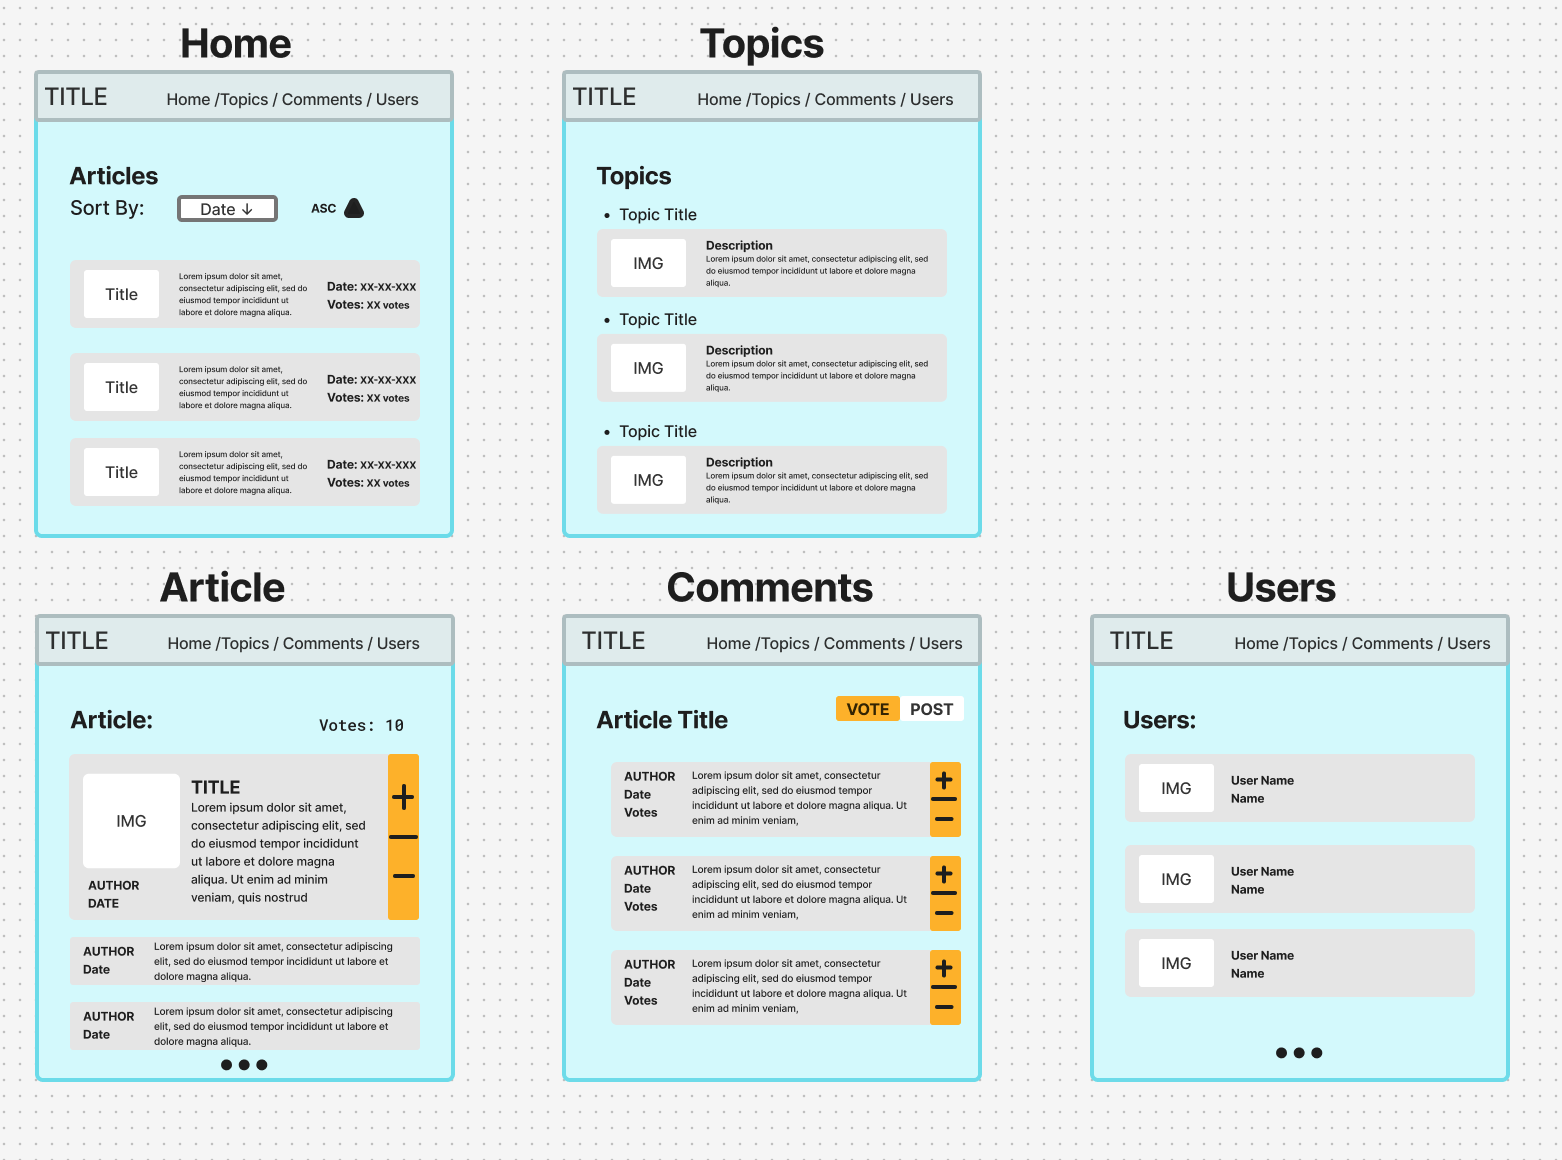 Home
TITLE
Home /Topics / Comments / Users
Articles
Sort By:
Date ↓
ASC
Title
Lorem ipsum dolor sit amet,
consectetur adipiscing elit, sed do
eiusmod tempor incididunt ut
labore et dolore magna aliqua.
Date: XX-XX-XXX
Votes: XX votes
Title
Lorem ipsum dolor sit amet,
consectetur adipiscing elit, sed do
eiusmod tempor incididunt ut
labore et dolore magna aliqua.
Date: XX-XX-XXX
Votes: XX votes
Title
Lorem ipsum dolor sit amet,
consectetur adipiscing elit, sed do
eiusmod tempor incididunt ut
labore et dolore magna aliqua.
Date: XX-XX-XXX
Votes: XX votes
Topics
TITLE
Home /Topics / Comments / Users
Topics
• Topic Title
IMG
Description
Lorem ipsum dolor sit amet, consectetur adipiscing elit, sed
do eiusmod tempor incididunt ut labore et dolore magna
aliqua.
• Topic Title
IMG
Description
Lorem ipsum dolor sit amet, consectetur adipiscing elit, sed
do eiusmod tempor incididunt ut labore et dolore magna
aliqua.
• Topic Title
IMG
Description
Lorem ipsum dolor sit amet, consectetur adipiscing elit, sed
do eiusmod tempor incididunt ut labore et dolore magna
aliqua.
Article
TITLE
Home /Topics / Comments / Users
Article:
Votes: 10
IMG
AUTHOR
DATE
TITLE
Lorem ipsum dolor sit amet,
consectetur adipiscing elit, sed
do eiusmod tempor incididunt
ut labore et dolore magna
aliqua. Ut enim ad minim
veniam, quis nostrud
+
−
AUTHOR
Date
Lorem ipsum dolor sit amet, consectetur adipiscing
elit, sed do eiusmod tempor incididunt ut labore et
dolore magna aliqua.
AUTHOR
Date
Lorem ipsum dolor sit amet, consectetur adipiscing
elit, sed do eiusmod tempor incididunt ut labore et
dolore magna aliqua.
Comments
TITLE
Home /Topics / Comments / Users
Article Title
VOTE
POST
AUTHOR
Date
Votes
Lorem ipsum dolor sit amet, consectetur
adipiscing elit, sed do eiusmod tempor
incididunt ut labore et dolore magna aliqua. Ut
enim ad minim veniam,
+
−
AUTHOR
Date
Votes
Lorem ipsum dolor sit amet, consectetur
adipiscing elit, sed do eiusmod tempor
incididunt ut labore et dolore magna aliqua. Ut
enim ad minim veniam,
+
−
AUTHOR
Date
Votes
Lorem ipsum dolor sit amet, consectetur
adipiscing elit, sed do eiusmod tempor
incididunt ut labore et dolore magna aliqua. Ut
enim ad minim veniam,
+
−
Users
TITLE
Home /Topics / Comments / Users
Users:
IMG
User Name
Name
IMG
User Name
Name
IMG
User Name
Name